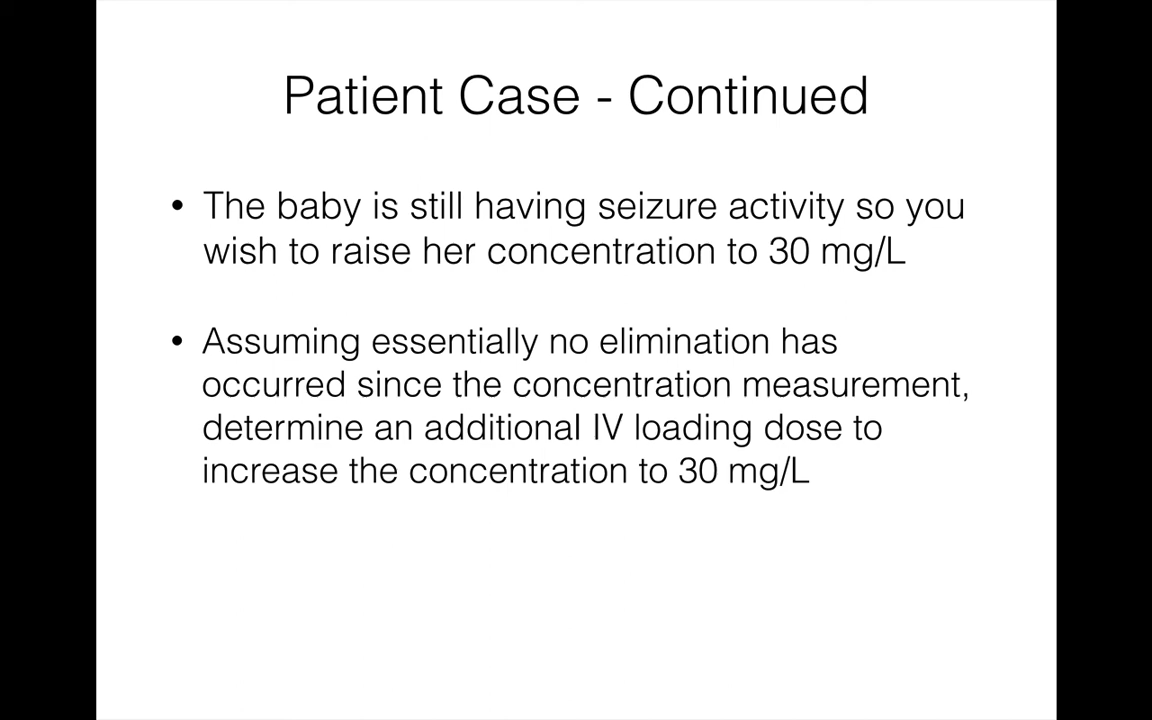 Patient Case - Continued
• The baby is still having seizure activity so you
wish to raise her concentration to 30 mg/L
• Assuming essentially no elimination has
occurred since the concentration measurement,
determine an additional IV loading dose to
increase the concentration to 30 mg/L